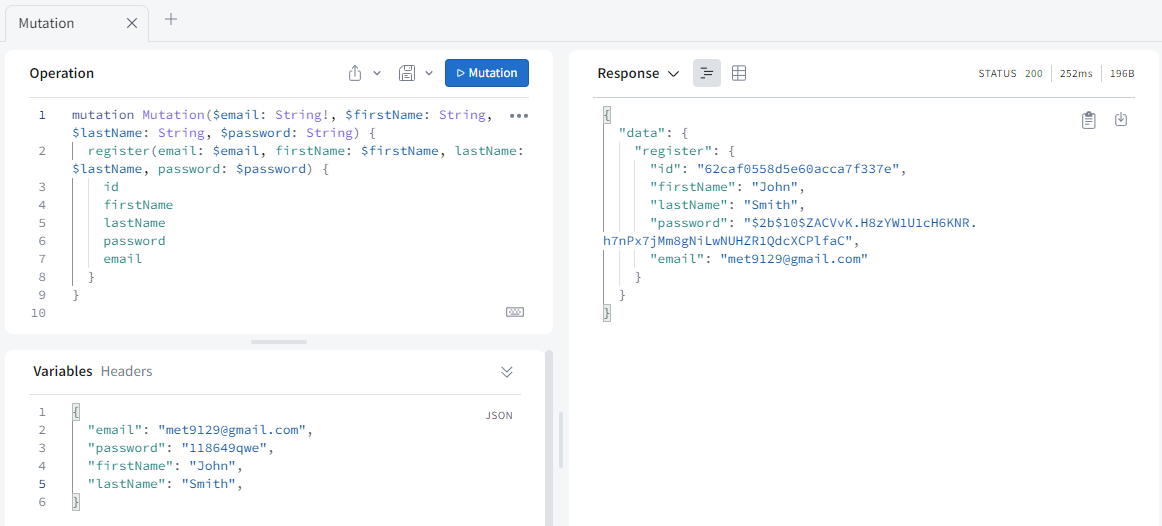 Mutation
Operation
Mutation
1 mutation Mutation($email: String!, $firstName: String,
$lastName: String, $password: String) {
2 register(email: $email, firstName: $firstName, lastName:
$lastName, password: $password) {
3 id
4 firstName
5 lastName
6 password
7 email
8 }
9 }
10
Variables Headers
JSON
1 {
2 "email": "met9129@gmail.com",
3 "password": "118649qwe",
4 "firstName": "John",
5 "lastName": "Smith",
6 }
Response
STATUS 200 252ms 196B
{
"data": {
"register": {
"id": "62caf0558d5e60acca7f337e",
"firstName": "John",
"lastName": "Smith",
"password": "$2b$10$ZACVvK.H8zYW1U1cH6KNR.
h7nPx7jMm8gNiLwNUHZR1QdcXCPlfaC",
"email": "met9129@gmail.com"
}
}
}